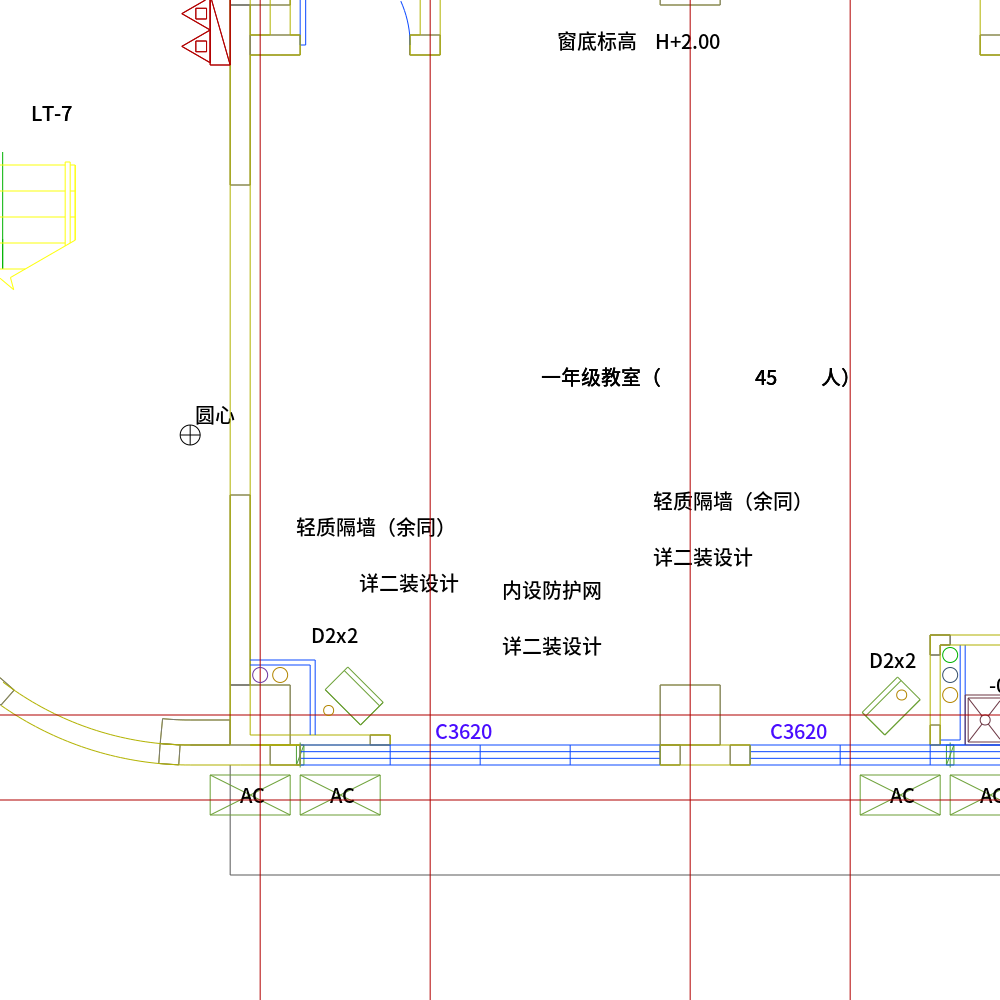 窗底标高 H+2.00
LT-7
一年级教室（ 45 人）
圆心
轻质隔墙（余同）
详二装设计
轻质隔墙（余同）
详二装设计
内设防护网
详二装设计
D2x2
D2x2
C3620
C3620
AC
AC
AC
AC